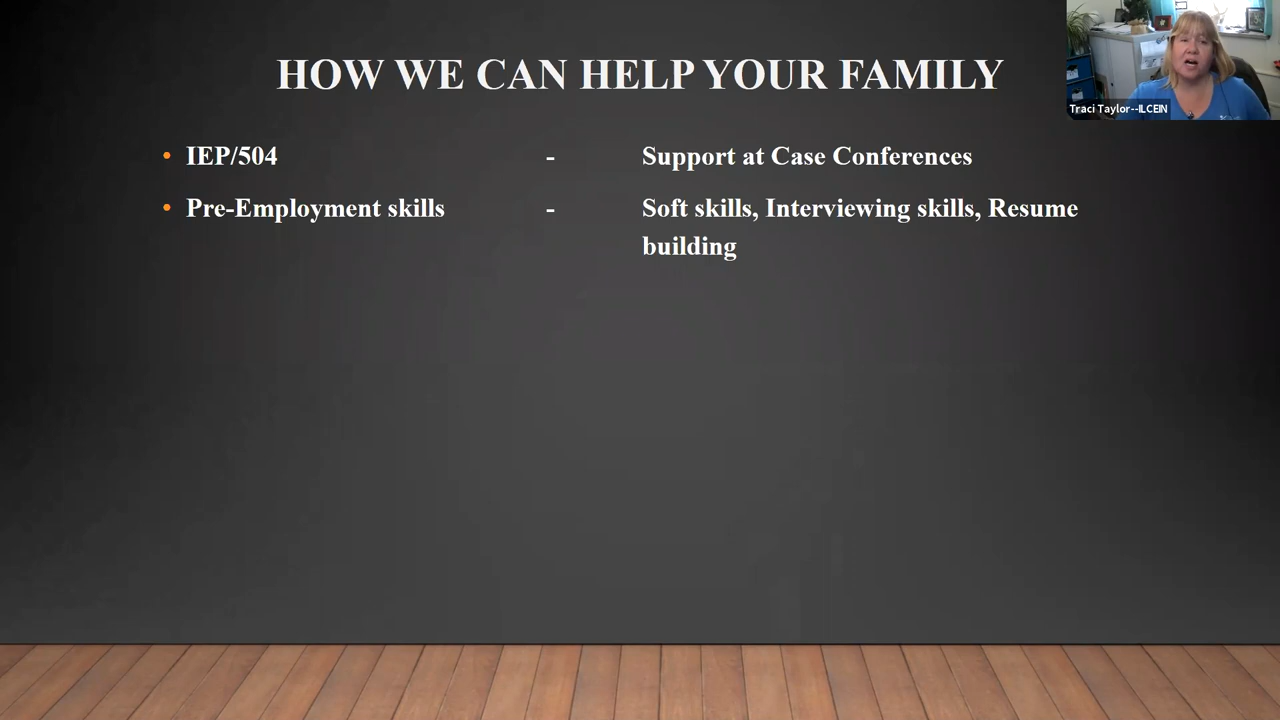 HOW WE CAN HELP YOUR FAMILY
Traci Taylor--ILCEIN
• IEP/504 - Support at Case Conferences
• Pre-Employment skills - Soft skills, Interviewing skills, Resume
building